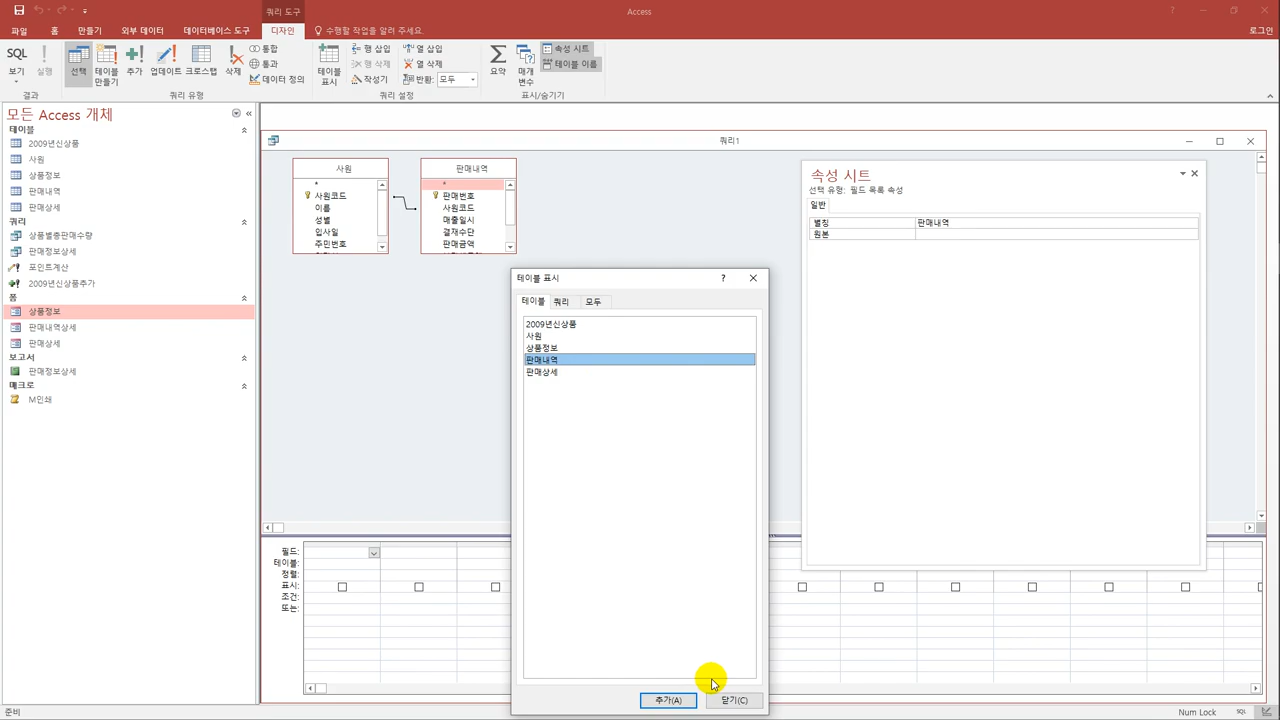 쿼리 도구
Access
파일
홈
만들기
외부 데이터
데이터베이스 도구
디자인
수행할 작업을 알려 주세요.
로그인
SQL
보기
실행
선택
테이블
만들기
추가
업데이트
크로스탭
삭제
통합
통과
데이터 정의
테이블
표시
행 삽입
행 삭제
작성기
열 삽입
열 삭제
반환:
모두
요약
매개
변수
속성 시트
테이블 이름
결과
쿼리 유형
쿼리 설정
표시/숨기기
모든 Access 개체
테이블
2009년신상품
사원
상품정보
판매내역
판매상세
쿼리
상품별총판매수량
판매정보상세
포인트계산
2009년신상품추가
폼
상품정보
판매내역상세
판매상세
보고서
판매정보상세
매크로
M인쇄
쿼리1
사원
*
사원코드
이름
성별
입사일
주민번호
판매내역
*
판매번호
사원코드
매출일시
결재수단
판매금액
속성 시트
선택 유형: 필드 목록 속성
일반
별칭
판매내역
원본
테이블 표시
?
테이블
쿼리
모두
2009년신상품
사원
상품정보
판매내역
판매상세
추가(A)
닫기(C)
필드:
테이블:
정렬:
표시:
조건:
또는:
준비
Num Lock
SQL